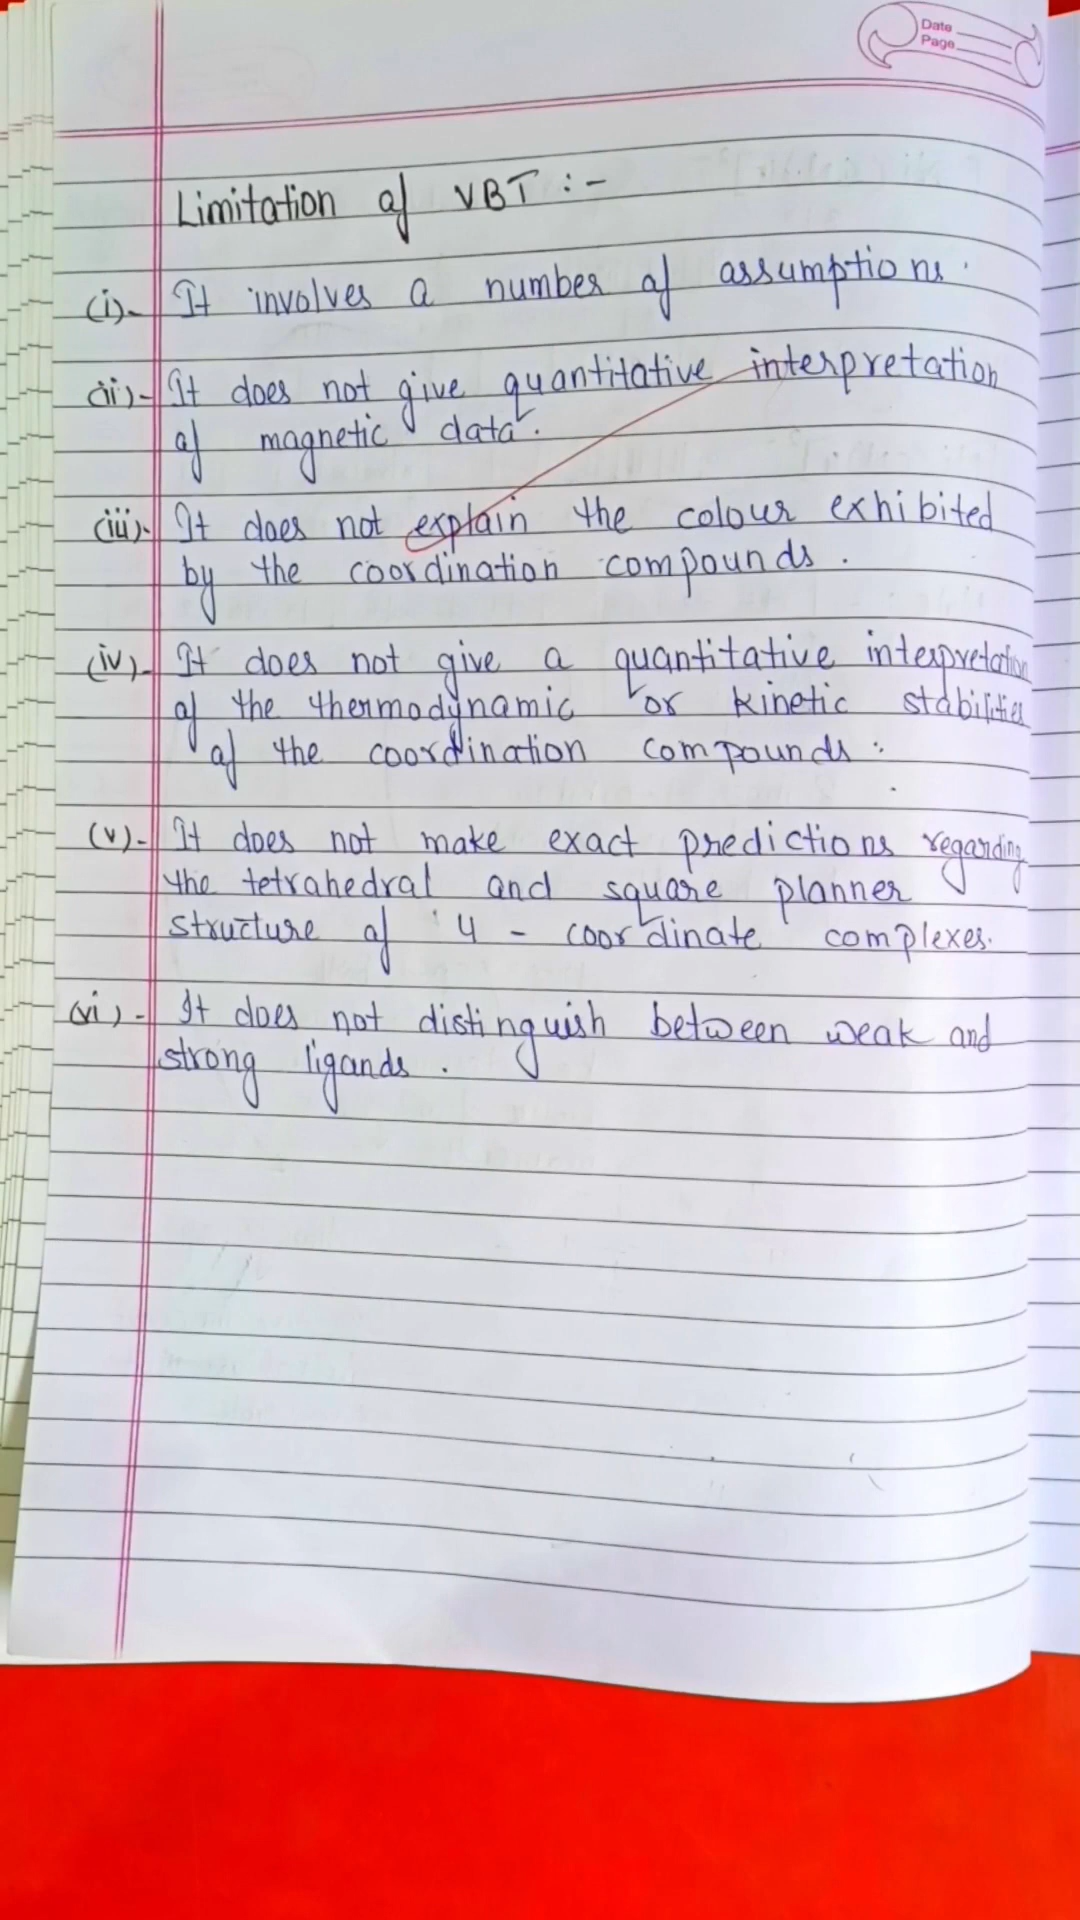 Date
Page
Limitation of VBT :-
(i)- It involves a number of assumptions.
(ii)- It does not give quantitative interpretation
of magnetic data.
(iii)- It does not explain the colour exhibited
by the coordination compounds.
(iv)- It does not give a quantitative interpretation
of the thermodynamic or kinetic stabilities
of the coordination compounds :
(v)- It does not make exact predictions regarding
the tetrahedral and square planner
structure of 4 - coordinate complexes.
(vi)- It does not distinguish between weak and
strong ligands.